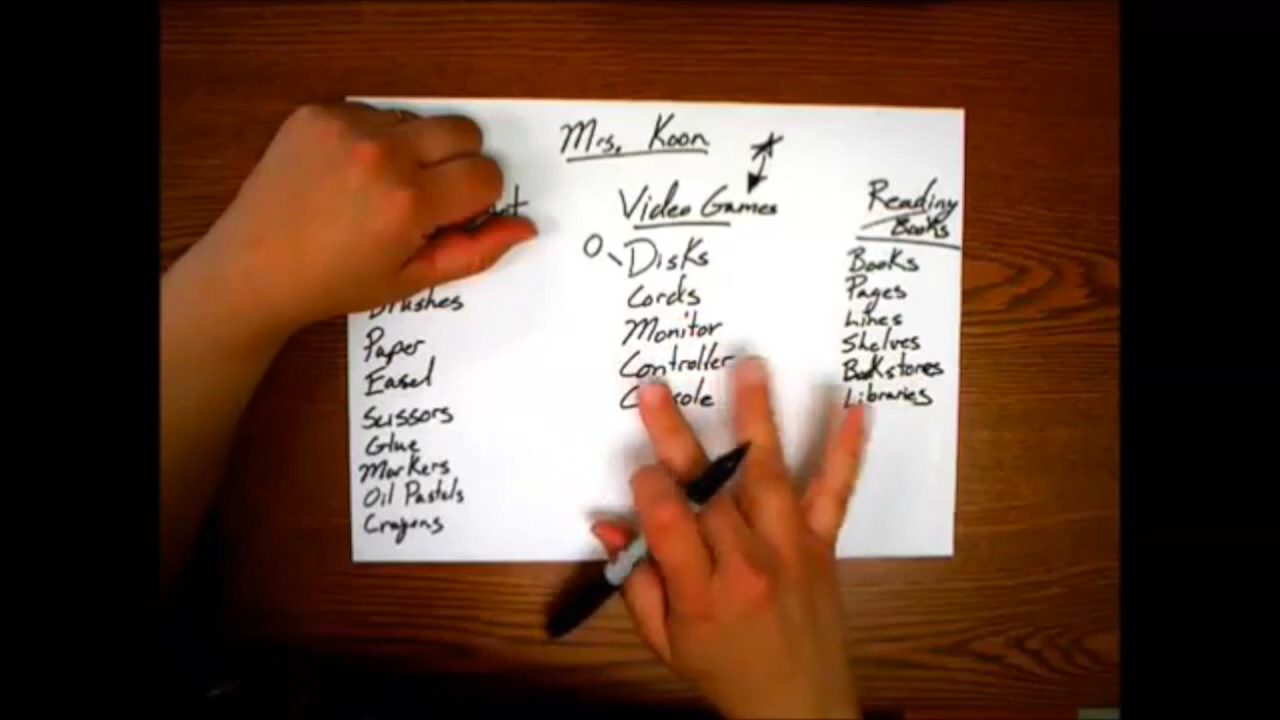 Mrs. Koon
Video Games
Disks
Cords
Monitor
Controller
Reading
Books
Books
Pages
Lines
Shelves
Bookstores
Libraries
Brushes
Paper
Easel
Scissors
Glue
Markers
Oil Pastels
Crayons